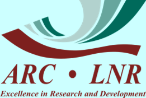 ARC • LNR
Excellence in Research and Development